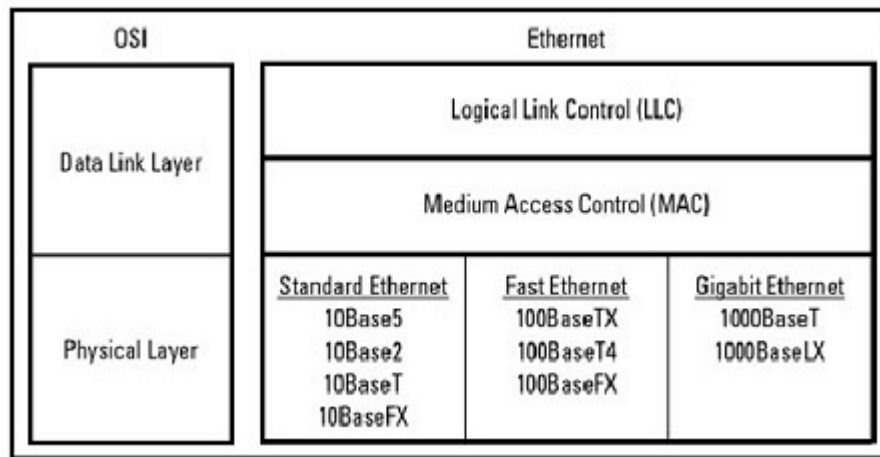 OSI
Ethernet
Data Link Layer
Logical Link Control (LLC)
Medium Access Control (MAC)
Physical Layer
Standard Ethernet
10Base5
10Base2
10BaseT
10BaseFX
Fast Ethernet
100BaseTX
100BaseT4
100BaseFX
Gigabit Ethernet
1000BaseT
1000BaseLX